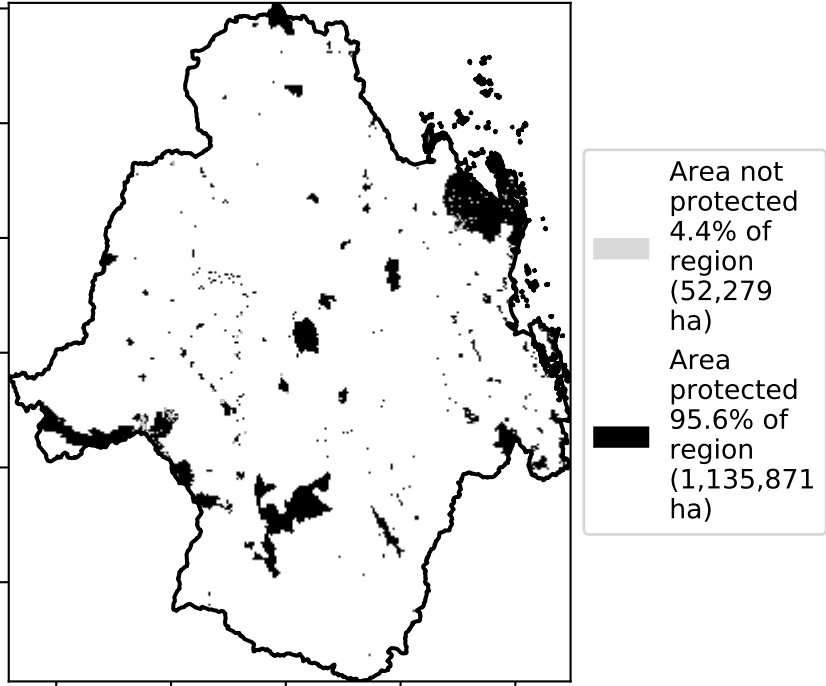 Area not
protected
4.4% of
region
(52,279
ha)
Area
protected
95.6% of
region
(1,135,871
ha)